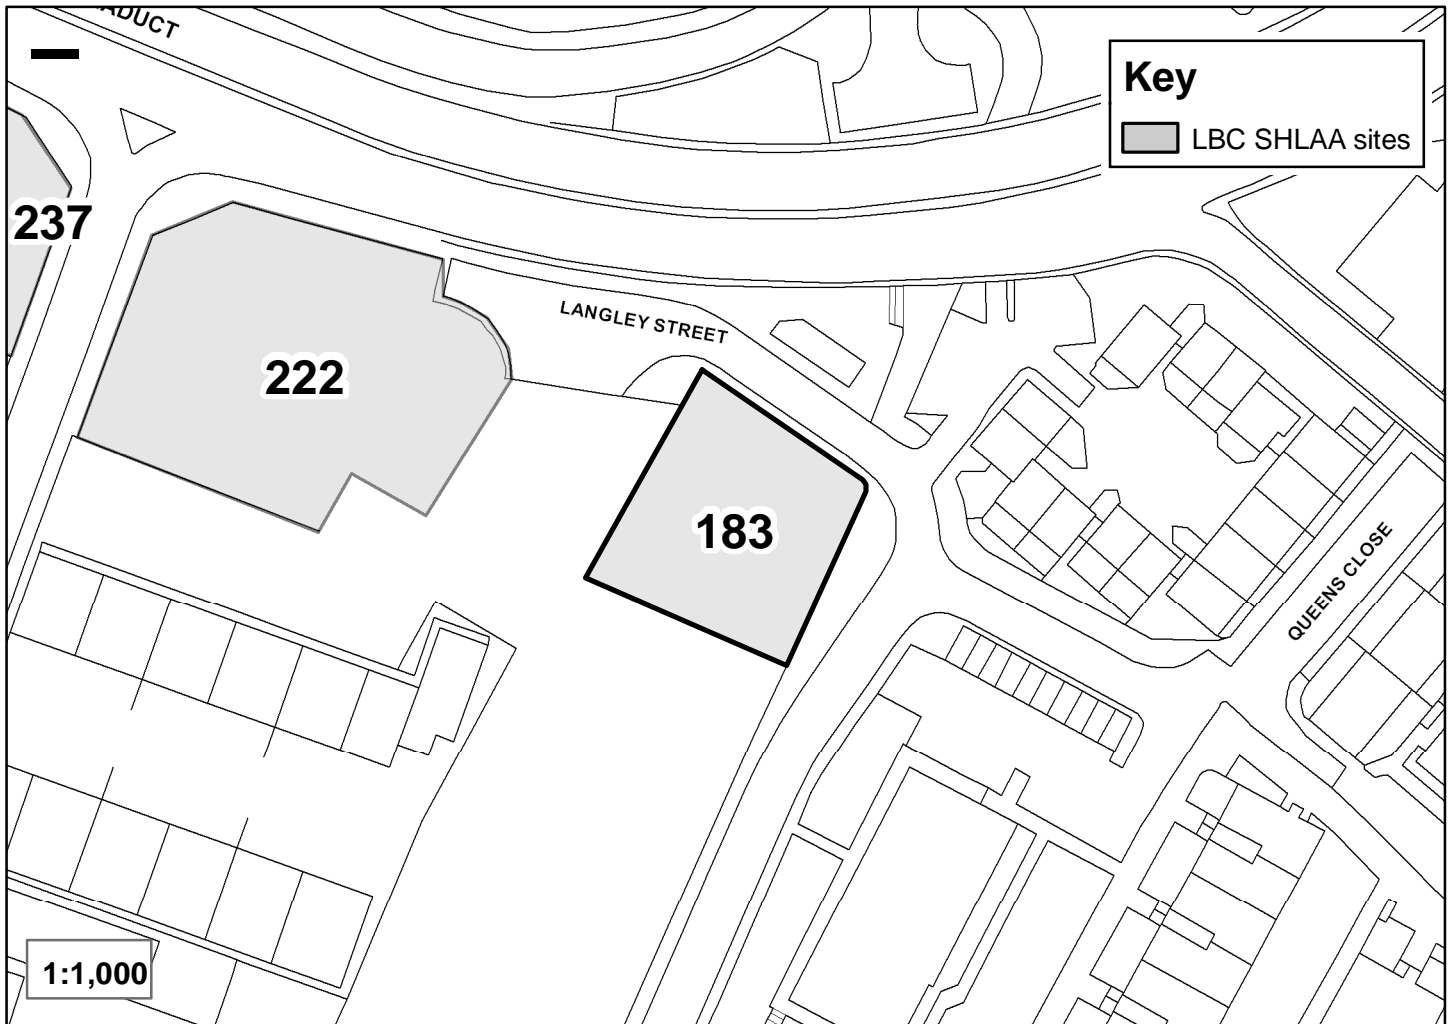 ADUCT
Key
LBC SHLAA sites
237
LANGLEY STREET
222
183
QUEENS CLOSE
1:1,000